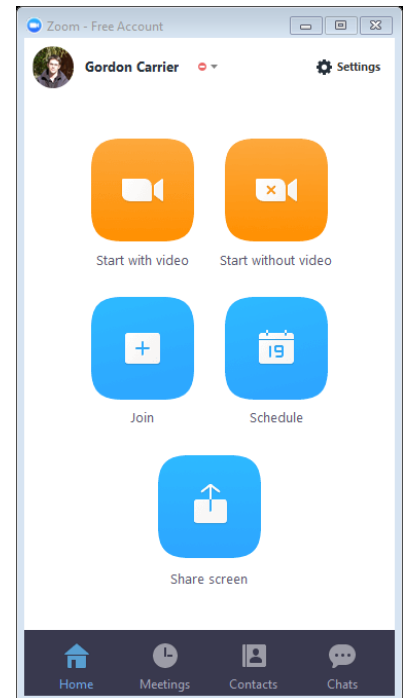 Zoom - Free Account
Gordon Carrier
Settings
Start with video
Start without video
19
Join
Schedule
Share screen
Home
Meetings
Contacts
Chats